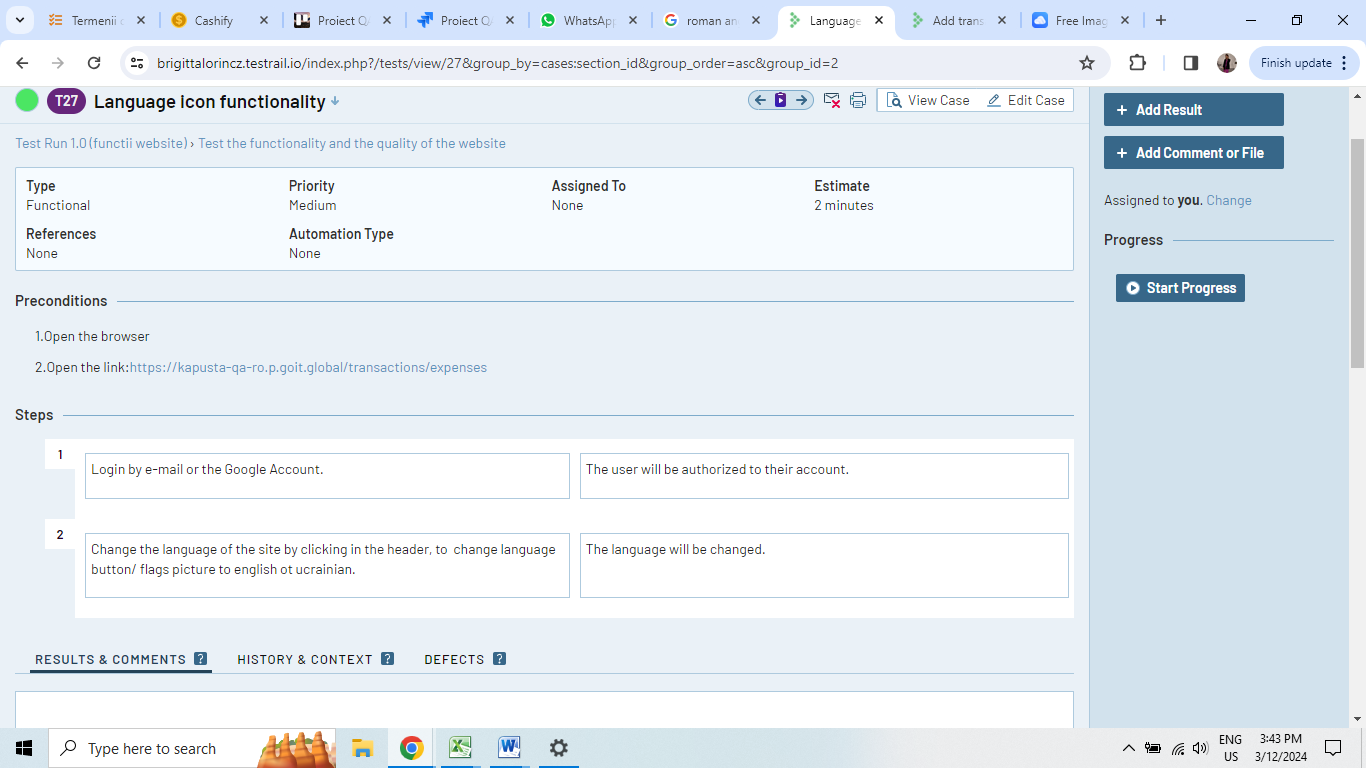 Termenii c
Cashify
Proiect Q
Proiect Q
WhatsApp
roman an
Language
Add trans
Free Imag
brigittalorincz.testrail.io/index.php?/tests/view/27&group_by=cases:section_id&group_order=asc&group_id=2
Finish update
T27 Language icon functionality
View Case
Edit Case
+ Add Result
Test Run 1.0 (functii website) › Test the functionality and the quality of the website
+ Add Comment or File
Type
Functional
Priority
Medium
Assigned To
None
Estimate
2 minutes
References
None
Automation Type
None
Assigned to you. Change
Progress
Start Progress
Preconditions
1.Open the browser
2.Open the link:https://kapusta-qa-ro.p.goit.global/transactions/expenses
Steps
1
Login by e-mail or the Google Account.
The user will be authorized to their account.
2
Change the language of the site by clicking in the header, to change language
button/ flags picture to english ot ucrainian.
The language will be changed.
RESULTS & COMMENTS ?
HISTORY & CONTEXT ?
DEFECTS ?
Type here to search
ENG
US
3:43 PM
3/12/2024